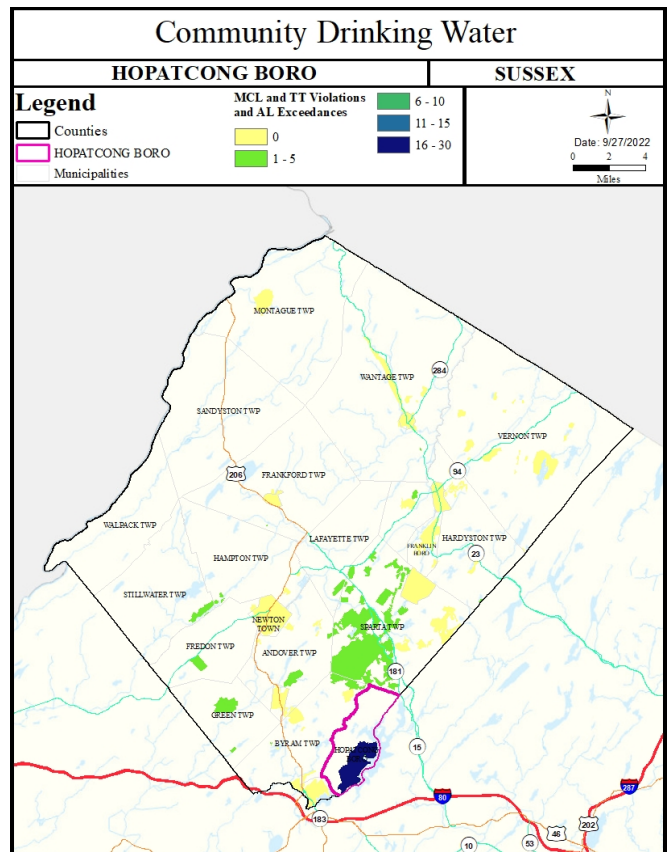 Community Drinking Water
HOPATCONG BORO
SUSSEX
Legend
Counties
HOPATCONG BORO
Municipalities
MCL and TT Violations
and AL Exceedances
0
1 - 5
6 - 10
11 - 15
16 - 30
N
Date: 9/27/2022
0 2 4
Miles
MONTAGUE TWP
WANTAGE TWP
284
SANDYSTON TWP
VERNON TWP
94
206
FRANKFORD TWP
WALPACK TWP
LAFAYETTE TWP
FRANKLIN
BORO
HARDYSTON TWP
23
HAMPTON TWP
STILLWATER TWP
NEWTON
TOWN
SPARTA TWP
FREDON TWP
ANDOVER TWP
181
GREEN TWP
BYRAM TWP
HOPATCONG
BORO
15
80
287
183
202
46
10
53